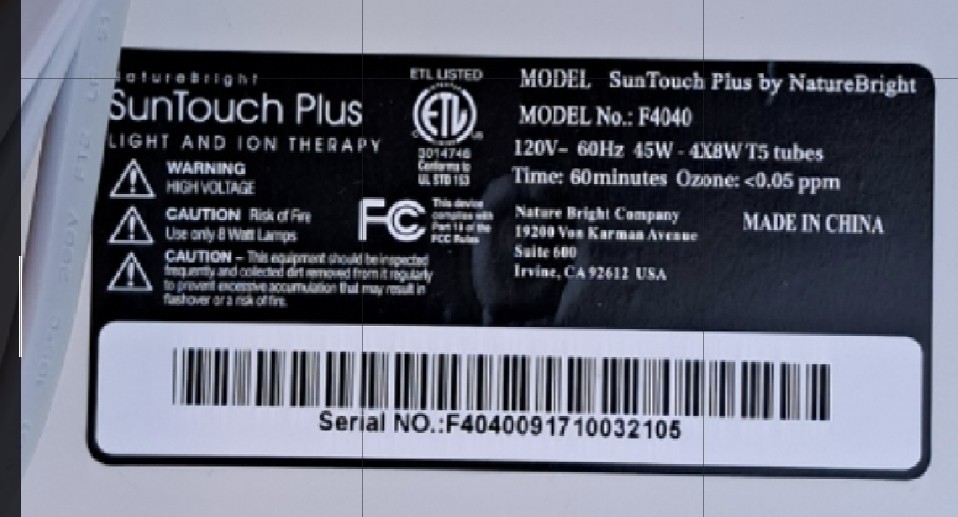 NatureBright
SunTouch Plus
LIGHT AND ION THERAPY
WARNING
HIGH VOLTAGE
CAUTION Risk of Fire
Use only 8 Watt Lamps
CAUTION – This equipment should be inspected
frequently and collected dirt removed from it regularly
to prevent excessive accumulation that may result in
flashover or a risk of fire.
ETL LISTED
ETL
3014746
Conforms to
UL STD 153
FC
This device
complies with
Part 18 of the
FCC Rules
MODEL SunTouch Plus by NatureBright
MODEL No.: F4040
120V~ 60Hz 45W - 4X8W T5 tubes
Time: 60minutes Ozone: <0.05 ppm
Nature Bright Company
19200 Von Karman Avenue
Suite 600
Irvine, CA 92612 USA
MADE IN CHINA
Serial NO.:F4040091710032105